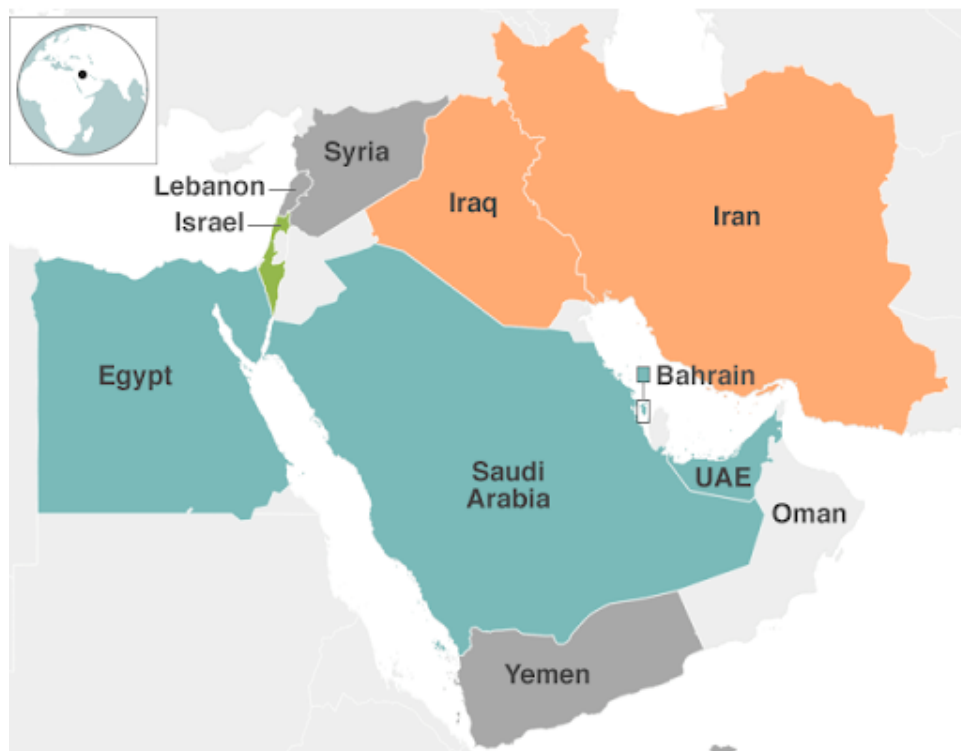 Syria
Lebanon
Iraq
Iran
Israel
Egypt
Bahrain
Saudi
Arabia
UAE
Oman
Yemen